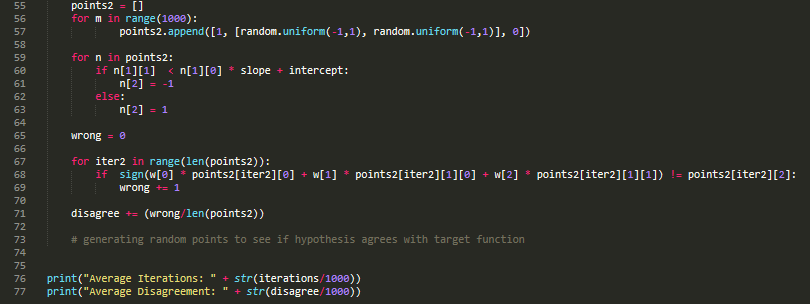 55 points2 = []
56 for m in range(1000):
57 points2.append([1, [random.uniform(-1,1), random.uniform(-1,1)], 0])
58
59 for n in points2:
60 if n[1][1]  < n[1][0] * slope + intercept:
61 n[2] = -1
62 else:
63 n[2] = 1
64
65 wrong = 0
66
67 for iter2 in range(len(points2)):
68 if  sign(w[0] * points2[iter2][0] + w[1] * points2[iter2][1][0] + w[2] * points2[iter2][1][1]) != points2[iter2][2]:
69 wrong += 1
70
71 disagree += (wrong/len(points2))
72
73 # generating random points to see if hypothesis agrees with target function
74
75
76 print("Average Iterations: " + str(iterations/1000))
77 print("Average Disagreement: " + str(disagree/1000))